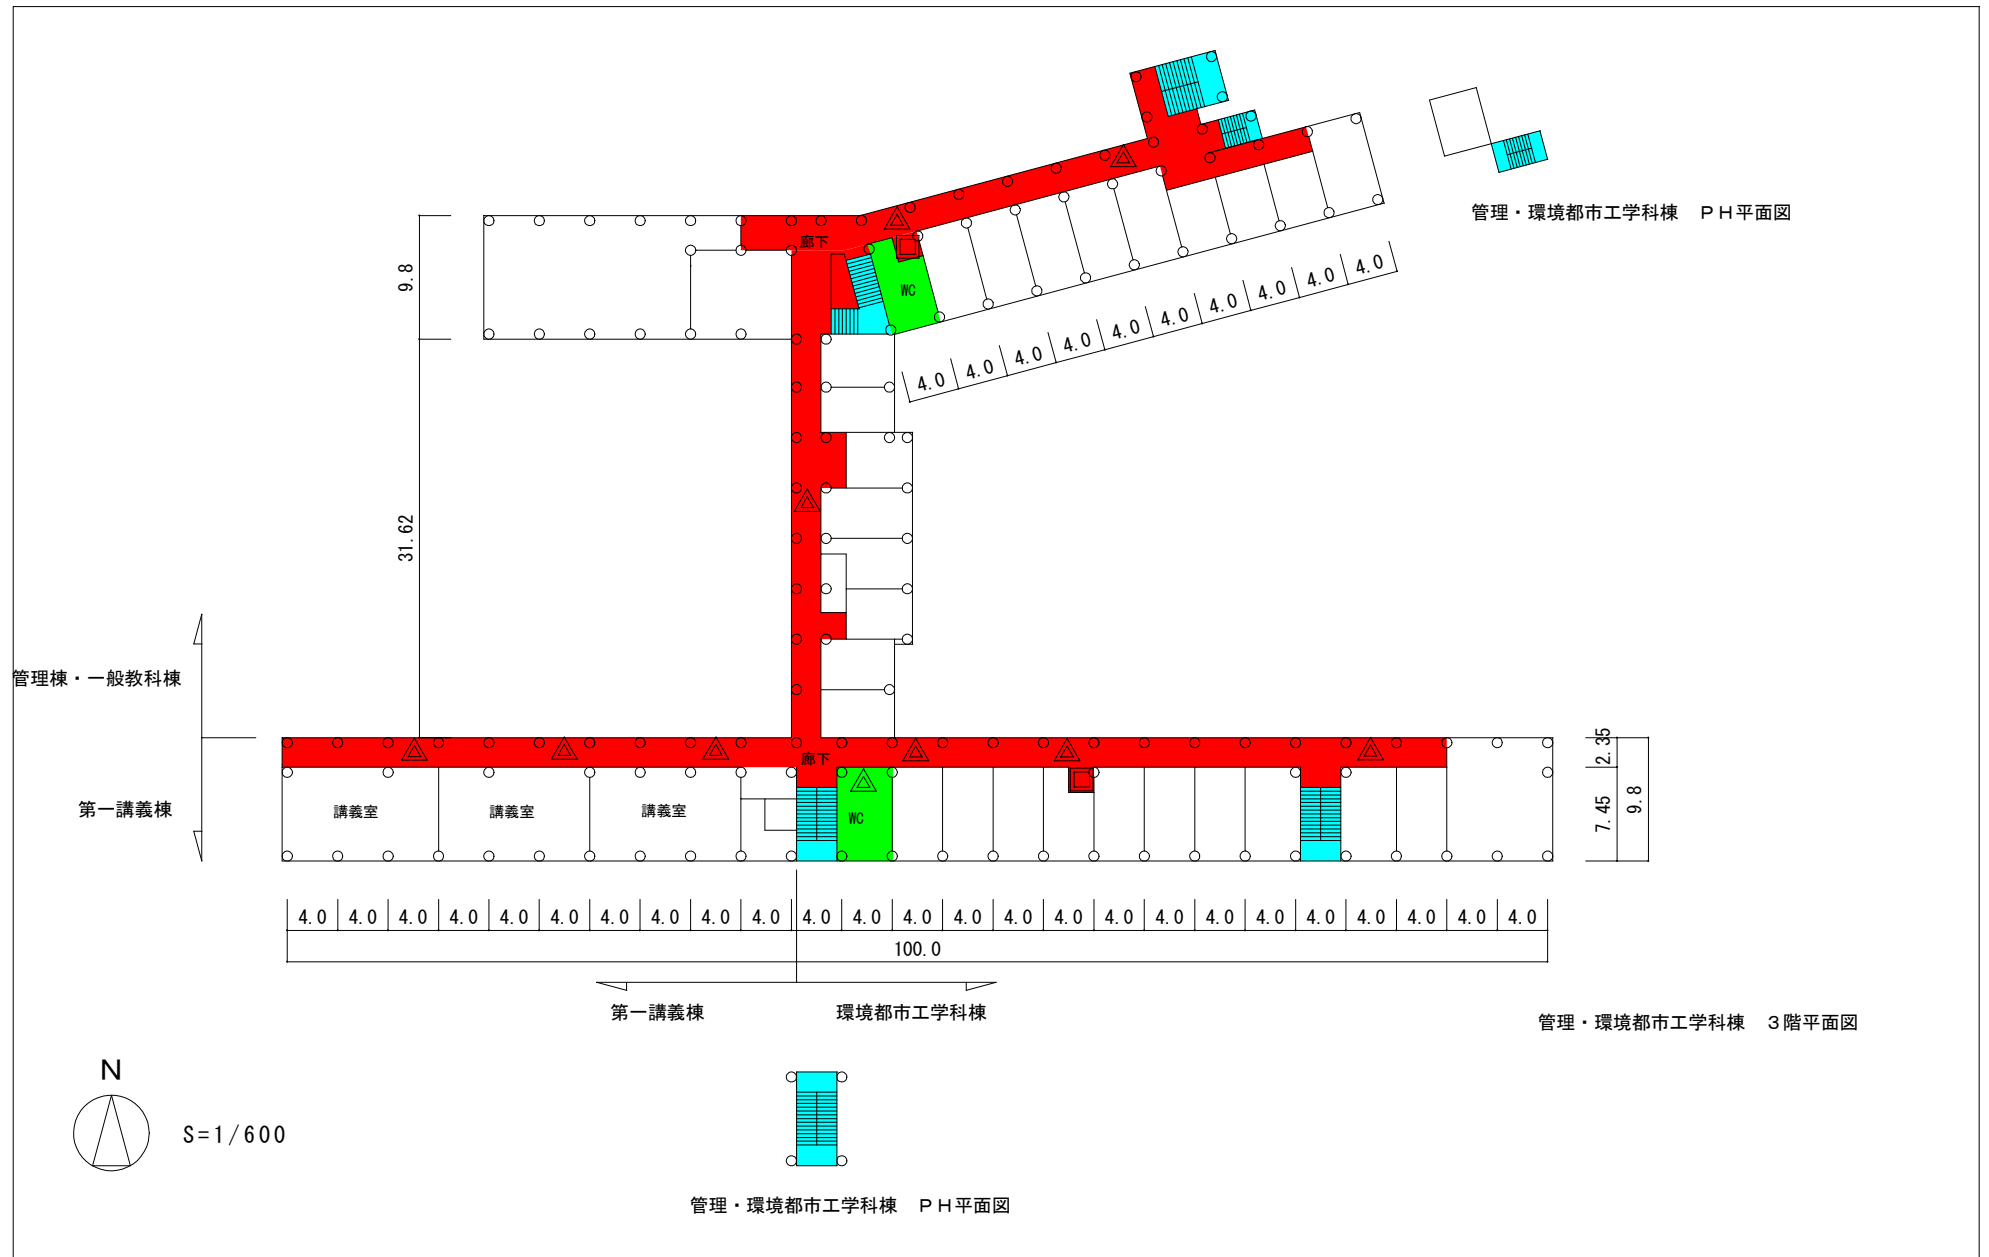 管理・環境都市工学科棟　ＰＨ平面図
廊下
9.8
WC
4.0 4.0 4.0 4.0 4.0 4.0 4.0 4.0 4.0 4.0
31.62
管理棟・一般教科棟
廊下
2.35
第一講義棟
講義室 講義室 講義室 WC
7.45 9.8
4.0 4.0 4.0 4.0 4.0 4.0 4.0 4.0 4.0 4.0 4.0 4.0 4.0 4.0 4.0 4.0 4.0 4.0 4.0 4.0 4.0 4.0 4.0 4.0 4.0
100.0
第一講義棟 環境都市工学科棟
管理・環境都市工学科棟　３階平面図
N
S=1/600
管理・環境都市工学科棟　ＰＨ平面図